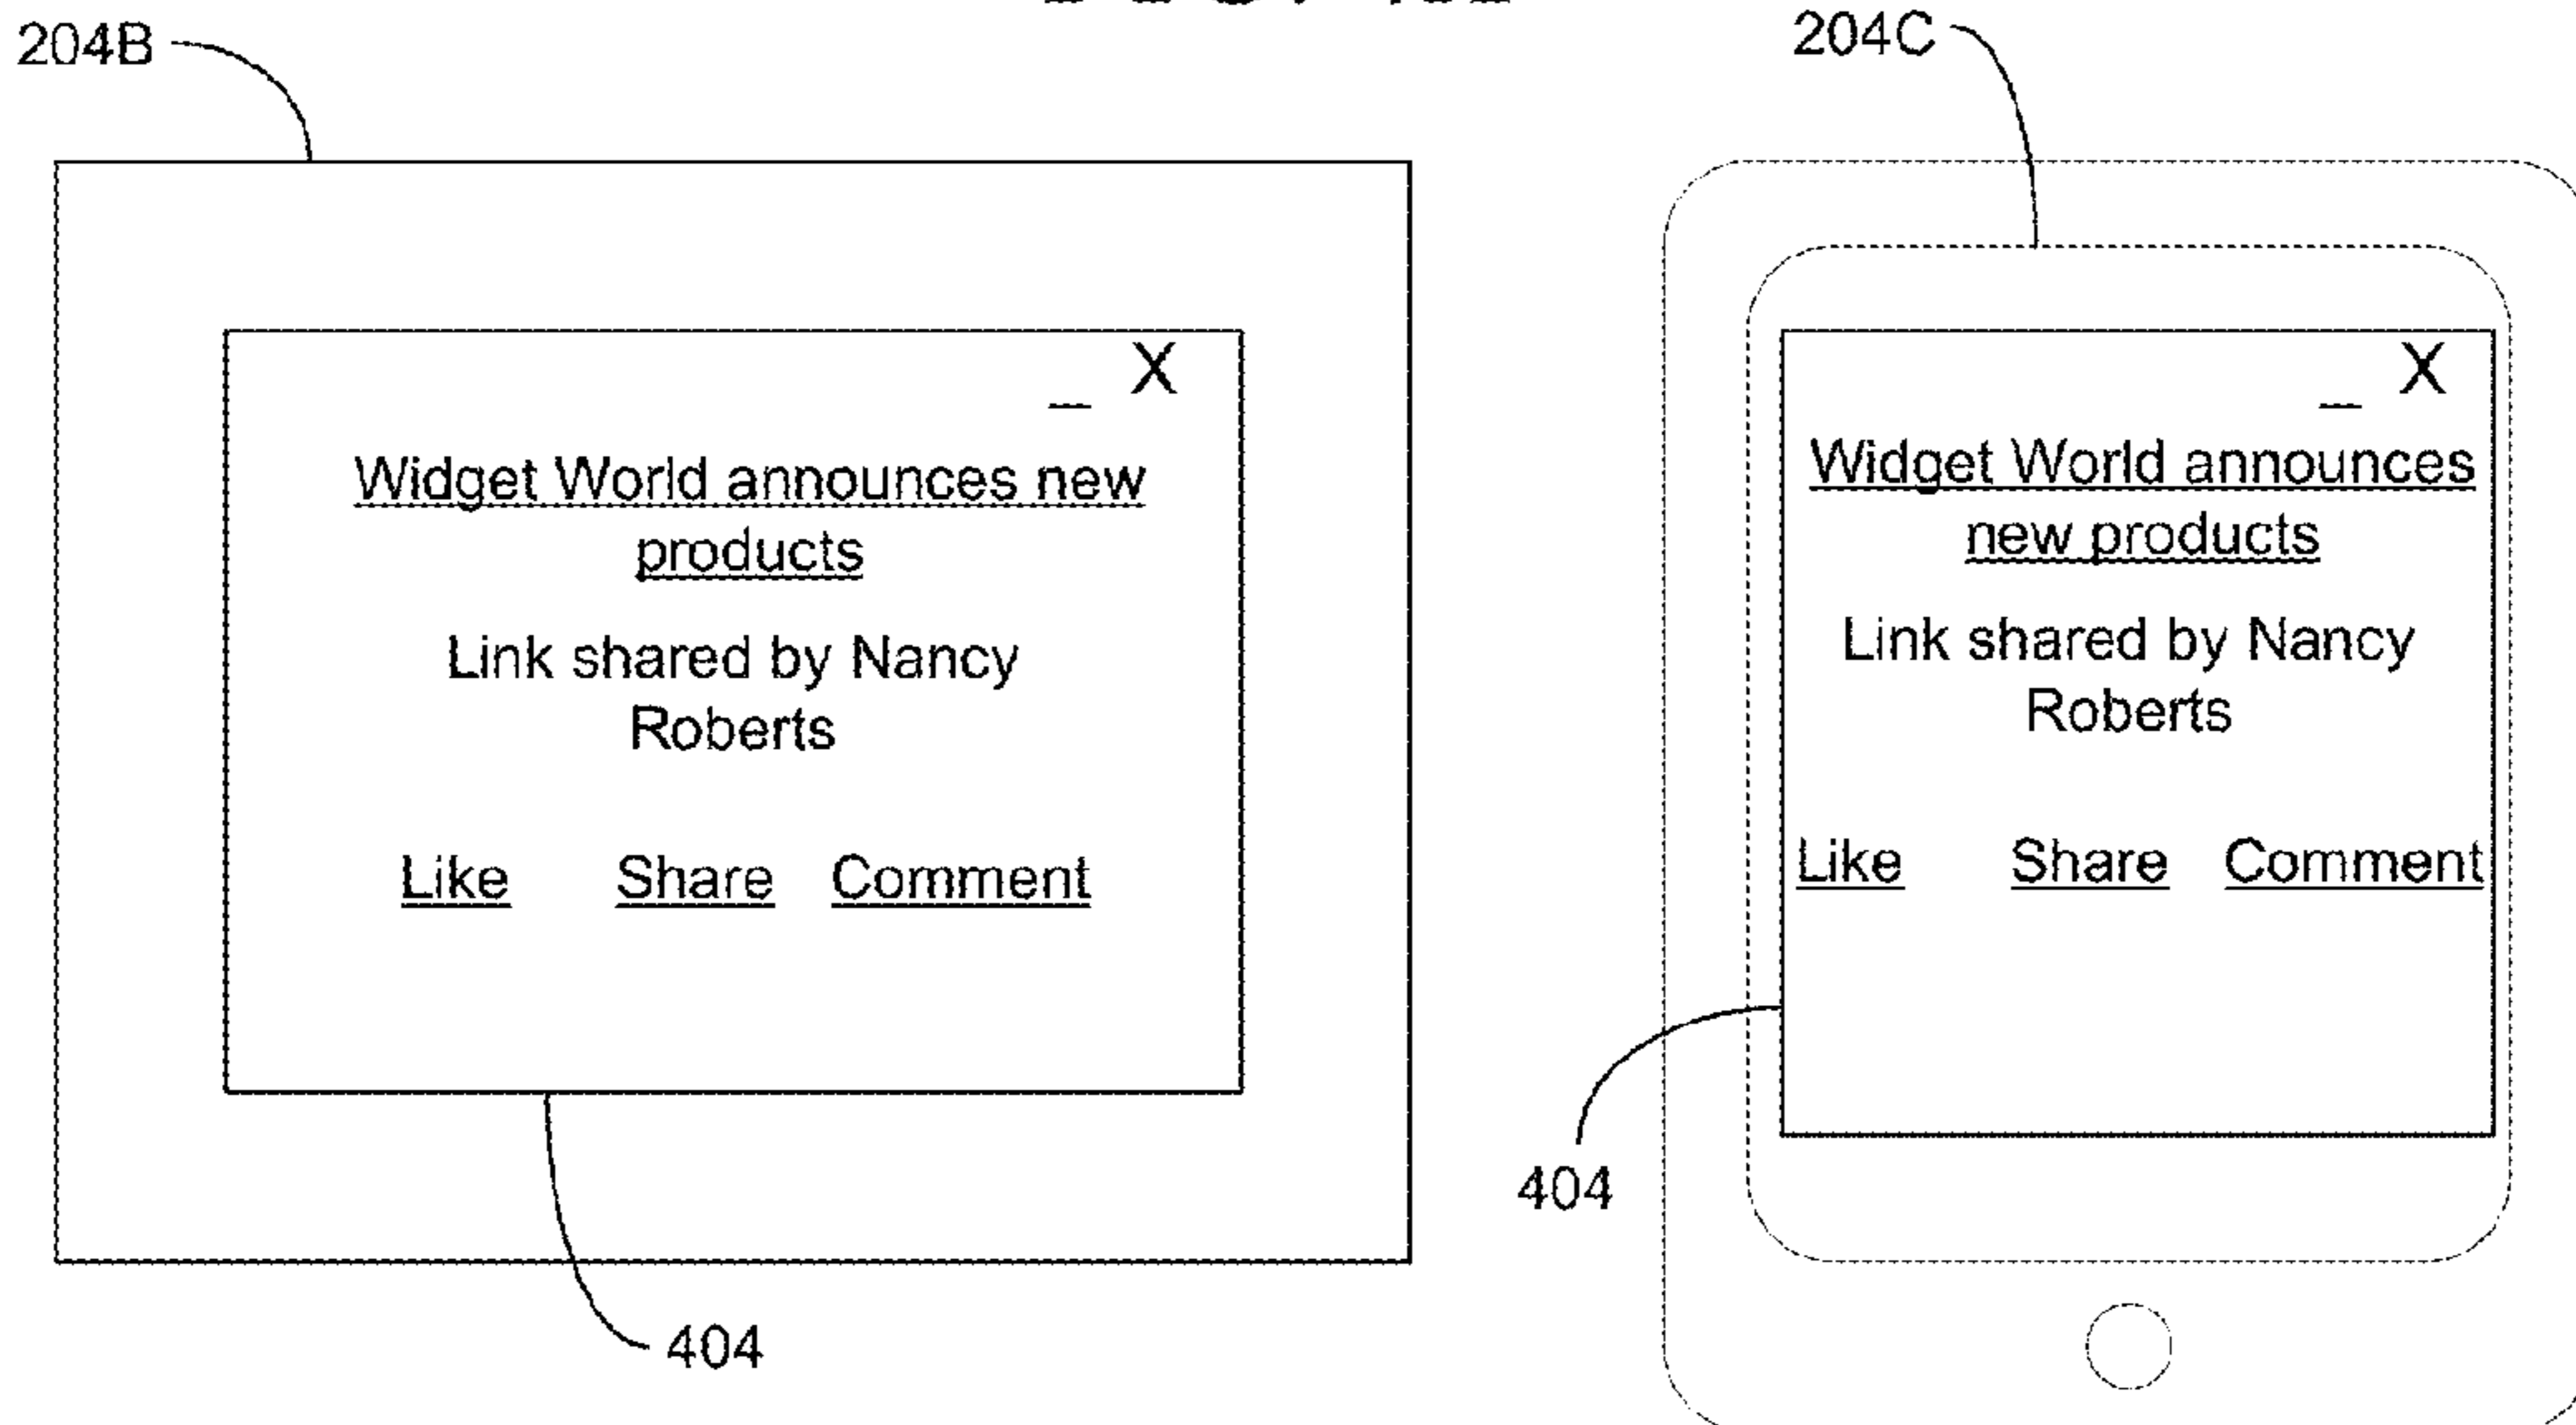 204B
204C
_ X
Widget World announces new
products
Link shared by Nancy
Roberts
Like Share Comment
404
_ X
Widget World announces
new products
Link shared by Nancy
Roberts
Like Share Comment
404